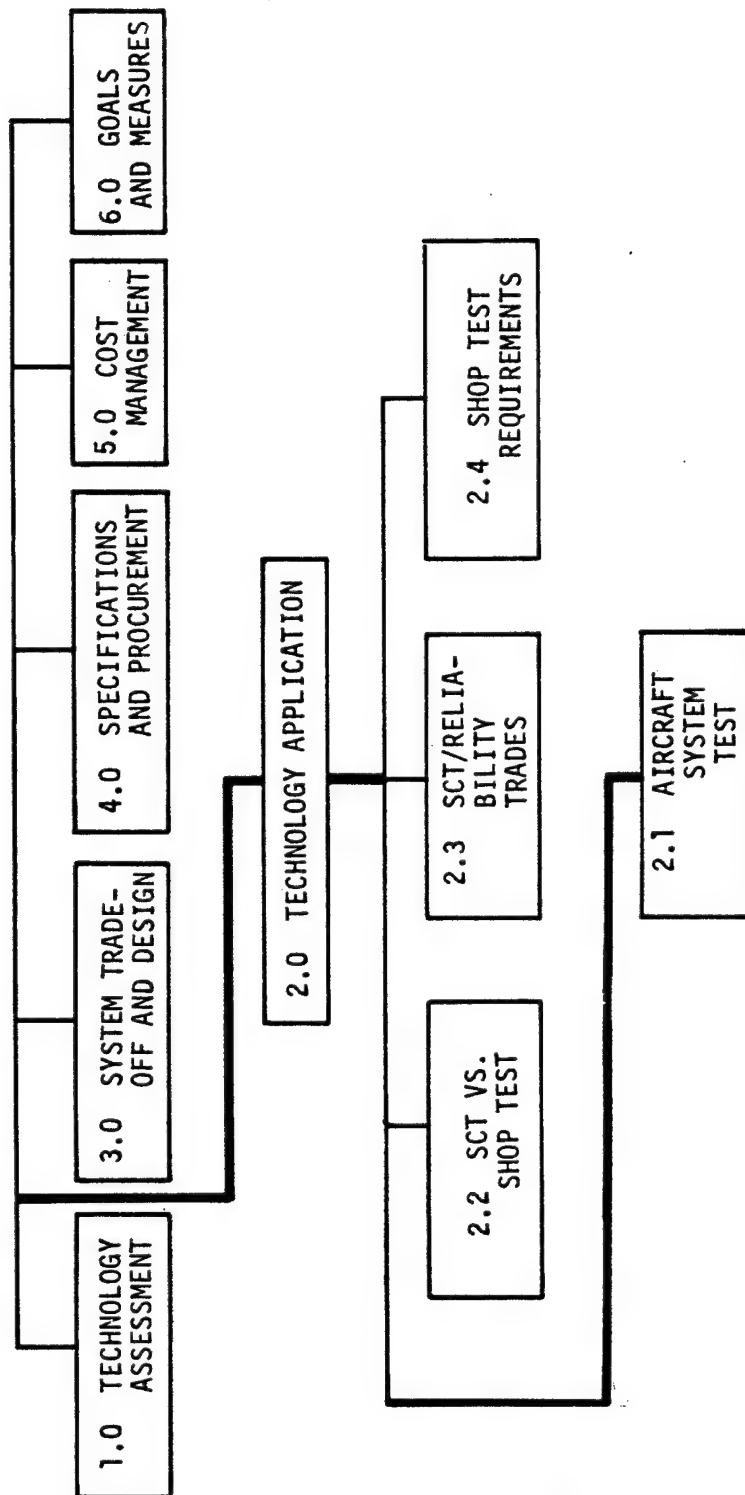 1.0 TECHNOLOGY
ASSESSMENT
3.0 SYSTEM TRADE-
OFF AND DESIGN
4.0 SPECIFICATIONS
AND PROCUREMENT
5.0 COST
MANAGEMENT
6.0 GOALS
AND MEASURES
2.0 TECHNOLOGY APPLICATION
2.2 SCT VS.
SHOP TEST
2.3 SCT/RELIA-
BILITY
TRADES
2.4 SHOP TEST
REQUIREMENTS
2.1 AIRCRAFT
SYSTEM
TEST